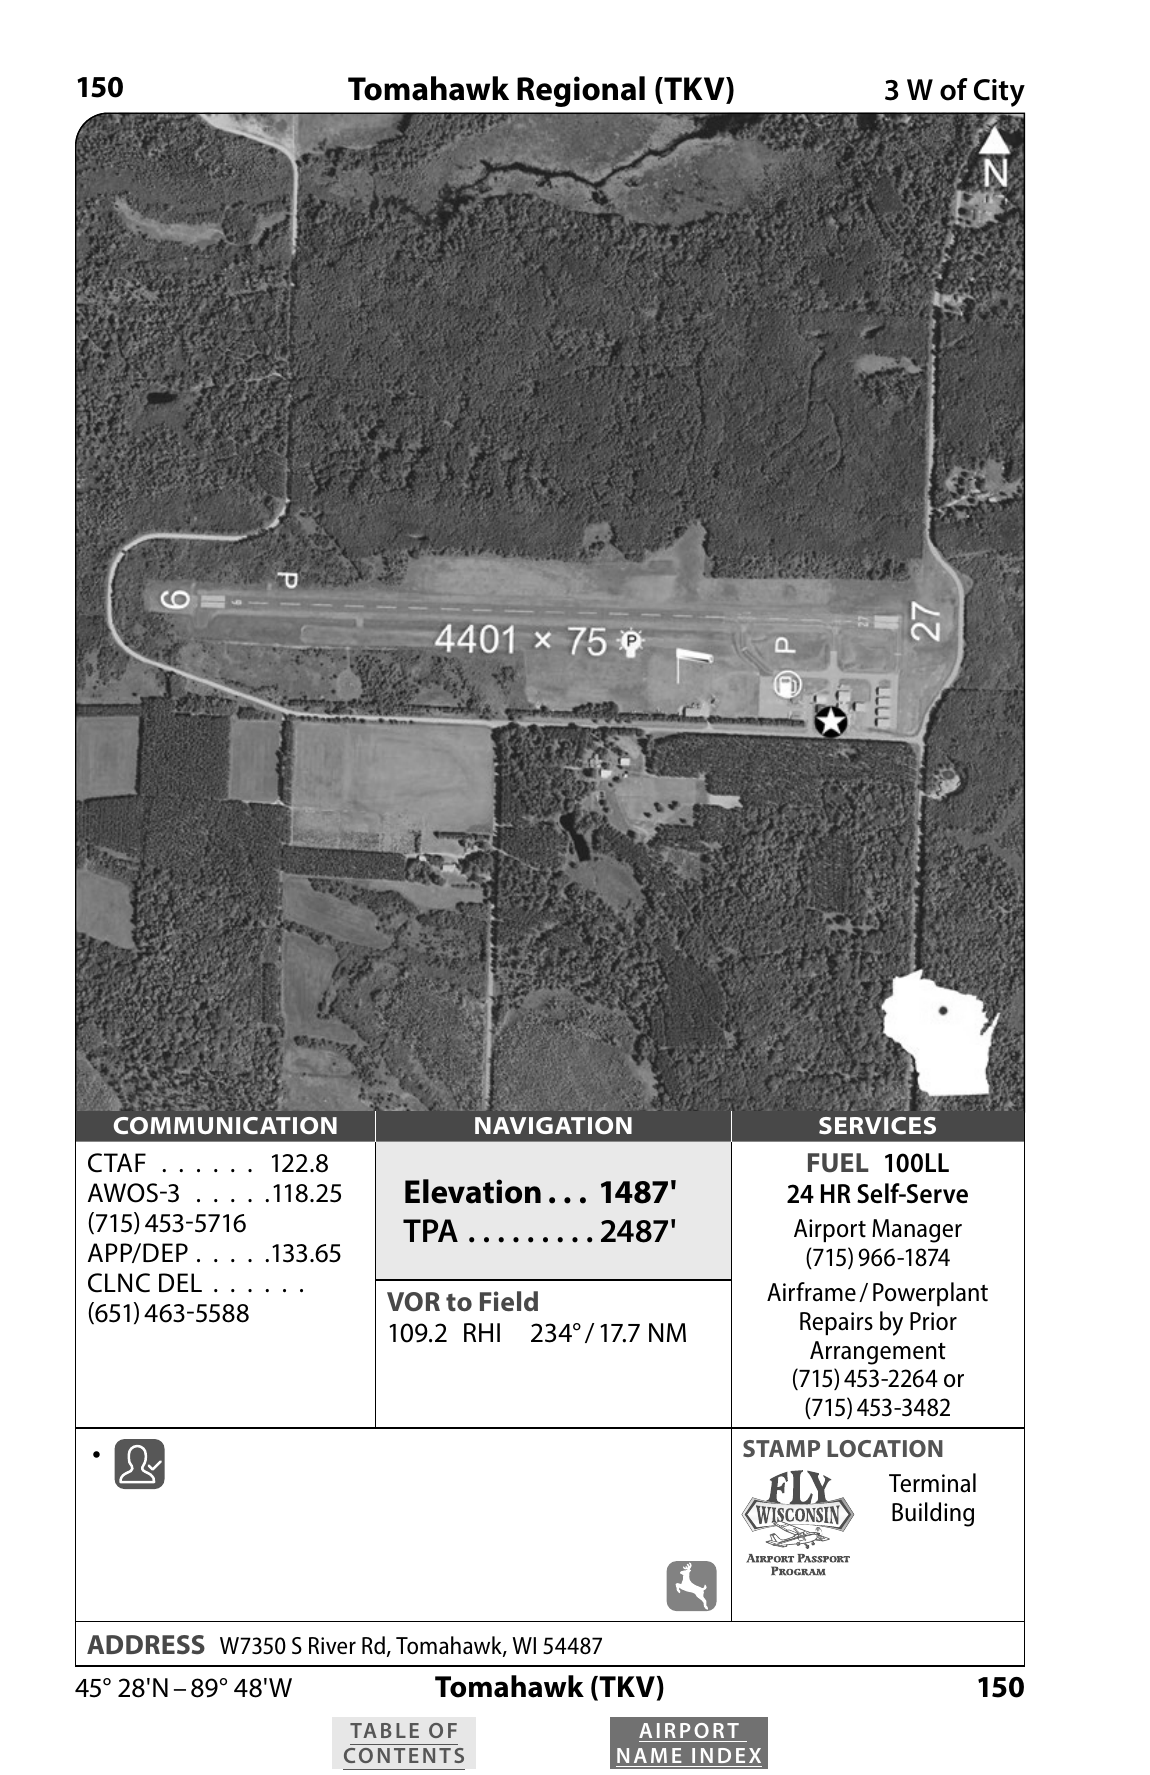 150 Tomahawk Regional (TKV) 3 W of City
N
P
9
9
27
27
4401 × 75 P
P
COMMUNICATION
CTAF . . . . . . 122.8
AWOS-3 . . . . .118.25
(715) 453-5716
APP/DEP . . . . .133.65
CLNC DEL . . . . . .
(651) 463-5588
NAVIGATION
Elevation . . . 1487'
TPA . . . . . . . . . 2487'
VOR to Field
109.2 RHI 234° / 17.7 NM
SERVICES
FUEL 100LL
24 HR Self-Serve
Airport Manager
(715) 966-1874
Airframe / Powerplant
Repairs by Prior
Arrangement
(715) 453-2264 or
(715) 453-3482
•
STAMP LOCATION
FLY
WISCONSIN
AIRPORT PASSPORT
PROGRAM
Terminal
Building
ADDRESS W7350 S River Rd, Tomahawk, WI 54487
45° 28'N – 89° 48'W Tomahawk (TKV) 150
TABLE OF
CONTENTS
AIRPORT
NAME INDEX